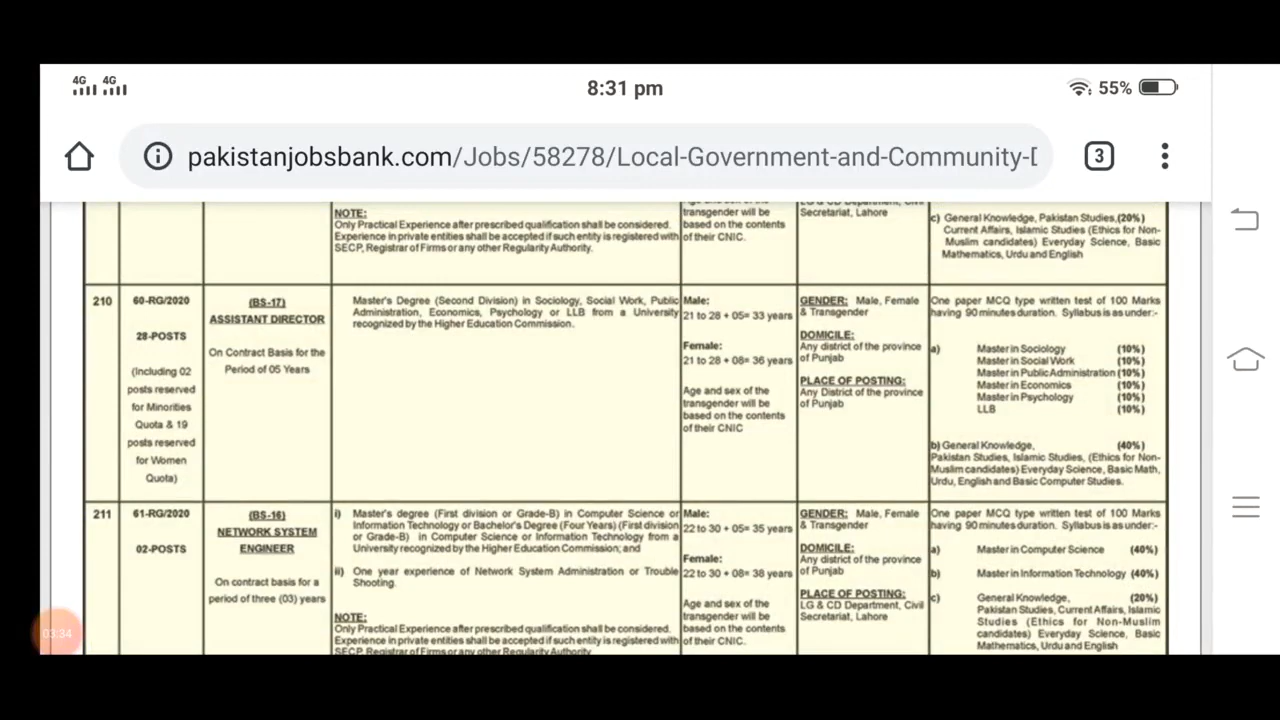 4G 4G
8:31 pm
55%
pakistanjobsbank.com/Jobs/58278/Local-Government-and-Community-D
3
NOTE:
Only Practical Experience after prescribed qualification shall be considered.
Experience in private entities shall be accepted if such entity is registered with
SECP, Registrar of Firms or any other Regularity Authority.
transgender will be
based on the contents
of their CNIC.
LG & CD Department, Civil
Secretariat, Lahore
c) General Knowledge, Pakistan Studies,(20%)
Current Affairs, Islamic Studies (Ethics for Non-
Muslim candidates) Everyday Science, Basic
Mathematics, Urdu and English
210
60-RG/2020
28-POSTS
(Including 02
posts reserved
for Minorities
Quota & 19
posts reserved
for Women
Quota)
(BS-17)
ASSISTANT DIRECTOR
On Contract Basis for the
Period of 05 Years
Master's Degree (Second Division) in Sociology, Social Work, Public
Administration, Economics, Psychology or LLB from a University
recognized by the Higher Education Commission.
Male:
21 to 28 + 05= 33 years
Female:
21 to 28 + 08= 36 years
Age and sex of the
transgender will be
based on the contents
of their CNIC
GENDER: Male, Female
& Transgender
DOMICILE:
Any district of the province
of Punjab
PLACE OF POSTING:
Any District of the province
of Punjab
One paper MCQ type written test of 100 Marks
having 90 minutes duration. Syllabus is as under:-
a) Master in Sociology (10%)
Master in Social Work (10%)
Master in Public Administration (10%)
Master in Economics (10%)
Master in Psychology (10%)
LLB (10%)
b) General Knowledge, (40%)
Pakistan Studies, Islamic Studies, (Ethics for Non-
Muslim candidates) Everyday Science, Basic Math,
Urdu, English and Basic Computer Studies.
211
61-RG/2020
02-POSTS
(BS-16)
NETWORK SYSTEM
ENGINEER
On contract basis for a
period of three (03) years
i) Master's degree (First division or Grade-B) in Computer Science or
Information Technology or Bachelor's Degree (Four Years) (First division
or Grade-B) in Computer Science or Information Technology from a
University recognized by the Higher Education Commission; and
ii) One year experience of Network System Administration or Trouble
Shooting.
NOTE:
Only Practical Experience after prescribed qualification shall be considered.
Experience in private entities shall be accepted if such entity is registered with
SECP, Registrar of Firms or any other Regularity Authority.
Male:
22 to 30 + 05= 35 years
Female:
22 to 30 + 08= 38 years
Age and sex of the
transgender will be
based on the contents
of their CNIC.
GENDER: Male, Female
& Transgender
DOMICILE:
Any district of the province
of Punjab
PLACE OF POSTING:
LG & CD Department, Civil
Secretariat, Lahore
One paper MCQ type written test of 100 Marks
having 90 minutes duration. Syllabus is as under:-
a) Master in Computer Science (40%)
b) Master in Information Technology (40%)
c) General Knowledge, (20%)
Pakistan Studies, Current Affairs, Islamic
Studies (Ethics for Non-Muslim
candidates) Everyday Science, Basic
Mathematics, Urdu and English
03:34